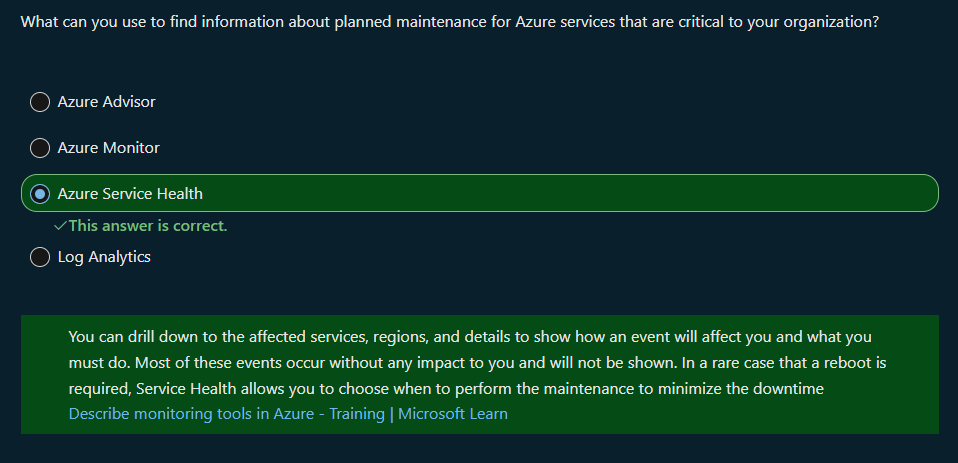 What can you use to find information about planned maintenance for Azure services that are critical to your organization?
Azure Advisor
Azure Monitor
Azure Service Health
✓This answer is correct.
Log Analytics
You can drill down to the affected services, regions, and details to show how an event will affect you and what you
must do. Most of these events occur without any impact to you and will not be shown. In a rare case that a reboot is
required, Service Health allows you to choose when to perform the maintenance to minimize the downtime
Describe monitoring tools in Azure - Training | Microsoft Learn